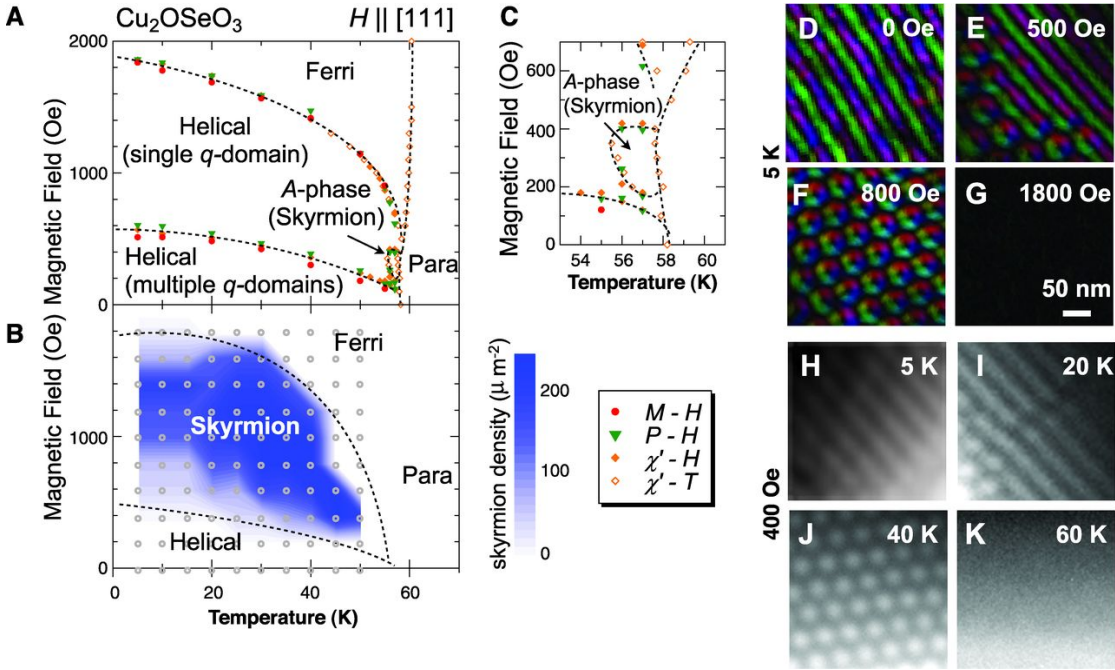 A
Cu₂OSeO₃
H || [111]
2000
1000
0
Magnetic Field (Oe)
Ferri
Helical
(single q-domain)
A-phase
(Skyrmion)
Para
Helical
(multiple q-domains)
B
1000
0
Magnetic Field (Oe)
Ferri
Skyrmion
Para
Helical
0
20
40
60
Temperature (K)
C
600
400
200
0
Magnetic Field (Oe)
A-phase
(Skyrmion)
54
56
58
60
Temperature (K)
200
100
0
skyrmion density (μ m⁻²)
M - H
P - H
χ' - H
χ' - T
5 K
D
0 Oe
E
500 Oe
F
800 Oe
G
1800 Oe
50 nm
400 Oe
H
5 K
I
20 K
J
40 K
K
60 K